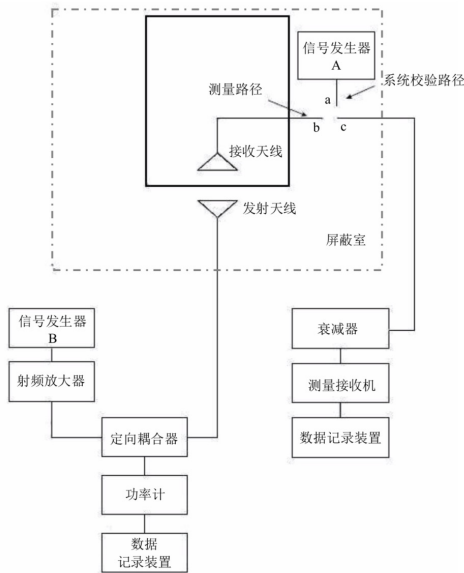 信号发生器
A
系统校验路径
测量路径
a
b
c
接收天线
发射天线
屏蔽室
信号发生器
B
射频放大器
定向耦合器
功率计
数据
记录装置
衰减器
测量接收机
数据记录装置